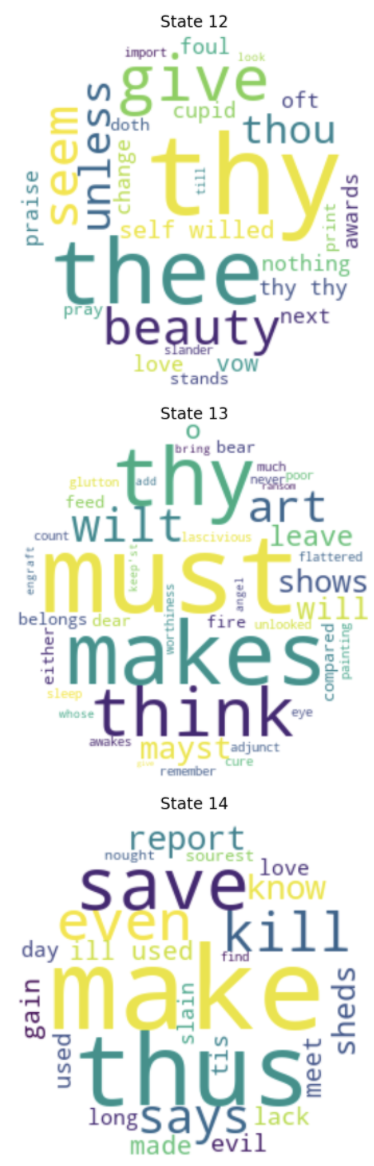 State 12
import
foul
look
give
cupid
oft
doth
thou
unless
seem
change
thy
till
praise
self willed
print
awards
thee
nothing
thy thy
pray
beauty
next
slander
love
vow
stands
State 13
o
bring
bear
thy
much
add
never
poor
ransom
glutton
feed
art
wilt
leave
count
lascivious
flattered
engraft
keep'st
must
shows
angel
will
worthiness
belongs
dear
fire
unlooked
either
makes
compared
painting
sleep
whose
think
eye
awakes
mayst
adjunct
cure
give
remember
State 14
report
nought
sourest
save
love
know
even
kill
day
ill used
find
make
gain
slain
sheds
thus
tis
used
meet
long
says
lack
made
evil